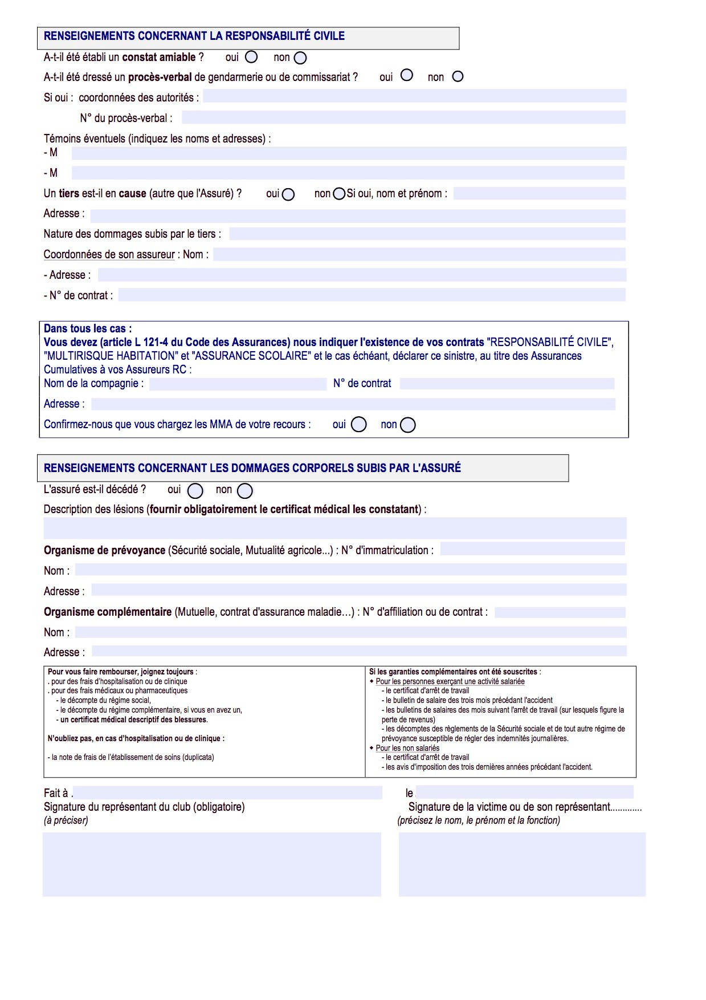 RENSEIGNEMENTS CONCERNANT LA RESPONSABILITÉ CIVILE
A-t-il été établi un constat amiable ? oui non
A-t-il été dressé un procès-verbal de gendarmerie ou de commissariat ? oui non
Si oui : coordonnées des autorités :
N° du procès-verbal :
Témoins éventuels (indiquez les noms et adresses) :
- M
- M
Un tiers est-il en cause (autre que l'Assuré) ? oui non Si oui, nom et prénom :
Adresse :
Nature des dommages subis par le tiers :
Coordonnées de son assureur : Nom :
- Adresse :
- N° de contrat :
Dans tous les cas :
Vous devez (article L 121-4 du Code des Assurances) nous indiquer l'existence de vos contrats "RESPONSABILITÉ CIVILE",
"MULTIRISQUE HABITATION" et "ASSURANCE SCOLAIRE" et le cas échéant, déclarer ce sinistre, au titre des Assurances
Cumulatives à vos Assureurs RC :
Nom de la compagnie : N° de contrat
Adresse :
Confirmez-nous que vous chargez les MMA de votre recours : oui non
RENSEIGNEMENTS CONCERNANT LES DOMMAGES CORPORELS SUBIS PAR L'ASSURÉ
L'assuré est-il décédé ? oui non
Description des lésions (fournir obligatoirement le certificat médical les constatant) :
Organisme de prévoyance (Sécurité sociale, Mutualité agricole...) : N° d'immatriculation :
Nom :
Adresse :
Organisme complémentaire (Mutuelle, contrat d'assurance maladie…) : N° d'affiliation ou de contrat :
Nom :
Adresse :
Pour vous faire rembourser, joignez toujours :
. pour des frais d'hospitalisation ou de clinique
. pour des frais médicaux ou pharmaceutiques
- le décompte du régime social,
- le décompte du régime complémentaire, si vous en avez un,
- un certificat médical descriptif des blessures.
N'oubliez pas, en cas d'hospitalisation ou de clinique :
- la note de frais de l'établissement de soins (duplicata)
Si les garanties complémentaires ont été souscrites :
◆ Pour les personnes exerçant une activité salariée
- le certificat d'arrêt de travail
- le bulletin de salaire des trois mois précédant l'accident
- les bulletins de salaires des mois suivant l'arrêt de travail (sur lesquels figure la
perte de revenus)
- les décomptes des règlements de la Sécurité sociale et de tout autre régime de
prévoyance susceptible de régler des indemnités journalières.
◆ Pour les non salariés
- le certificat d'arrêt de travail
- les avis d'imposition des trois dernières années précédant l'accident.
Fait à . le .
Signature du représentant du club (obligatoire) Signature de la victime ou de son représentant.............
(à préciser) (précisez le nom, le prénom et la fonction)